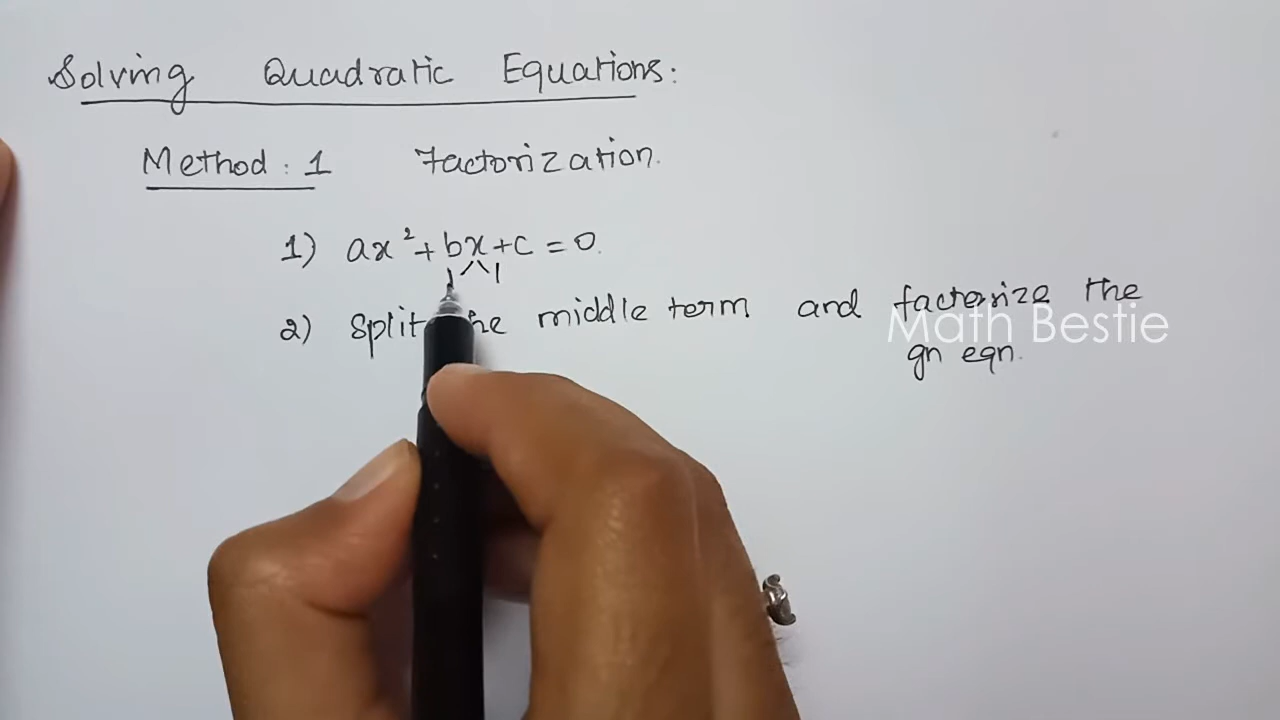 Solving Quadratic Equations:
Method : 1 Factorization.
1) ax² + bx + c = 0.
2) Split the middle term and factorize the
gn eqn.
Math Bestie